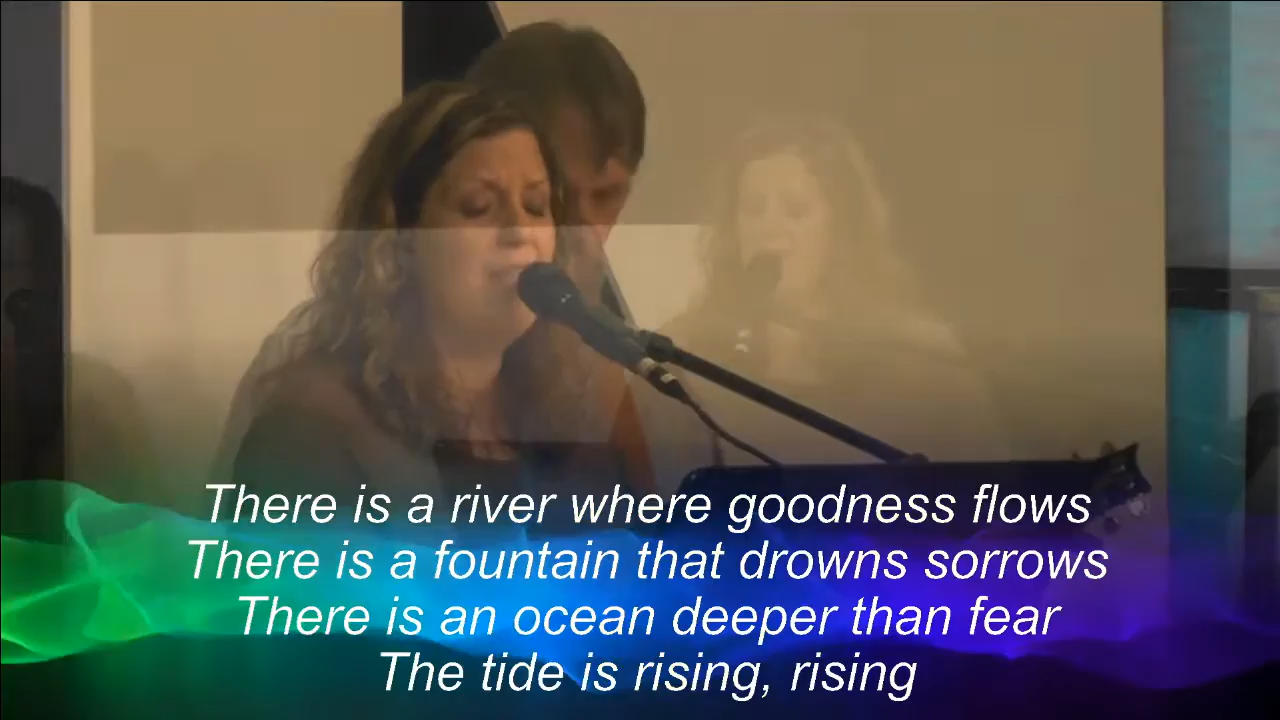 There is a river where goodness flows
There is a fountain that drowns sorrows
There is an ocean deeper than fear
The tide is rising, rising